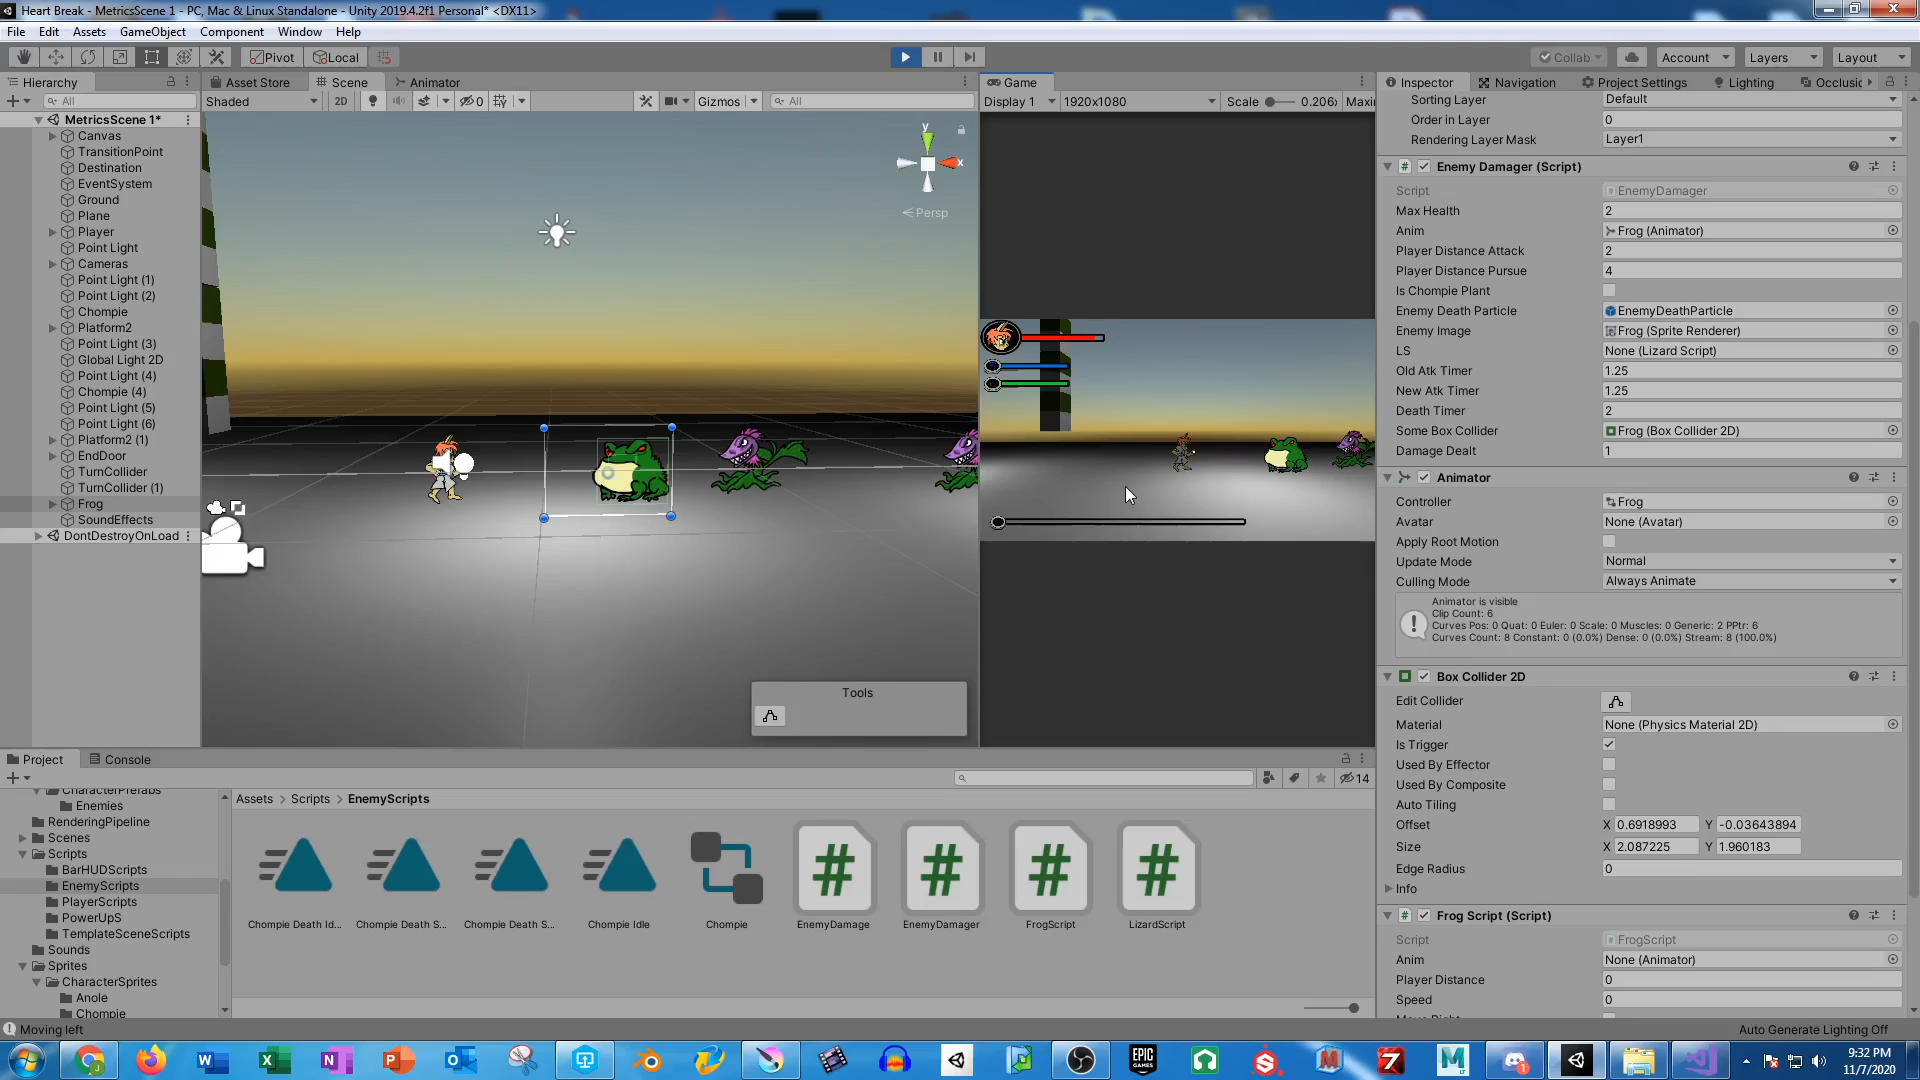 Heart Break - MetricsScene 1 - PC, Mac & Linux Standalone - Unity 2019.4.2f1 Personal* <DX11>
File Edit Assets GameObject Component Window Help
Pivot Local Collab Account Layers Layout
Hierarchy Asset Store Scene Animator Game Inspector Navigation Project Settings Lighting Occlusic
All Shaded 2D 0 Gizmos All Display 1 1920x1080 Scale 0.206x Maxi
MetricsScene 1*
Canvas
TransitionPoint
Destination
EventSystem
Ground
Plane
Player
Point Light
Cameras
Point Light (1)
Point Light (2)
Chompie
Platform2
Point Light (3)
Global Light 2D
Point Light (4)
Chompie (4)
Point Light (5)
Point Light (6)
Platform2 (1)
EndDoor
TurnCollider
TurnCollider (1)
Frog
SoundEffects
DontDestroyOnLoad
y
x
Persp
Tools
Sorting Layer Default
Order in Layer 0
Rendering Layer Mask Layer1
Enemy Damager (Script)
Script EnemyDamager
Max Health 2
Anim Frog (Animator)
Player Distance Attack 2
Player Distance Pursue 4
Is Chompie Plant
Enemy Death Particle EnemyDeathParticle
Enemy Image Frog (Sprite Renderer)
LS None (Lizard Script)
Old Atk Timer 1.25
New Atk Timer 1.25
Death Timer 2
Some Box Collider Frog (Box Collider 2D)
Damage Dealt 1
Animator
Controller Frog
Avatar None (Avatar)
Apply Root Motion
Update Mode Normal
Culling Mode Always Animate
Animator is visible
Clip Count: 6
Curves Pos: 0 Quat: 0 Euler: 0 Scale: 0 Muscles: 0 Generic: 2 PPtr: 6
Curves Count: 8 Constant: 0 (0.0%) Dense: 0 (0.0%) Stream: 8 (100.0%)
Box Collider 2D
Edit Collider
Material None (Physics Material 2D)
Is Trigger
Used By Effector
Used By Composite
Auto Tiling
Offset X 0.6918993 Y -0.03643894
Size X 2.087225 Y 1.960183
Edge Radius 0
Info
Frog Script (Script)
Script FrogScript
Anim None (Animator)
Player Distance 0
Speed 0
Project Console
14
CharacterPrefabs
Enemies
RenderingPipeline
Scenes
Scripts
BarHUDScripts
EnemyScripts
PlayerScripts
PowerUpS
TemplateSceneScripts
Sounds
Sprites
CharacterSprites
Anole
Chompie
Assets > Scripts > EnemyScripts
Chompie Death Id... Chompie Death S... Chompie Death S... Chompie Idle Chompie EnemyDamage EnemyDamager FrogScript LizardScript
Moving left
Auto Generate Lighting Off
EPIC GAMES
9:32 PM
11/7/2020